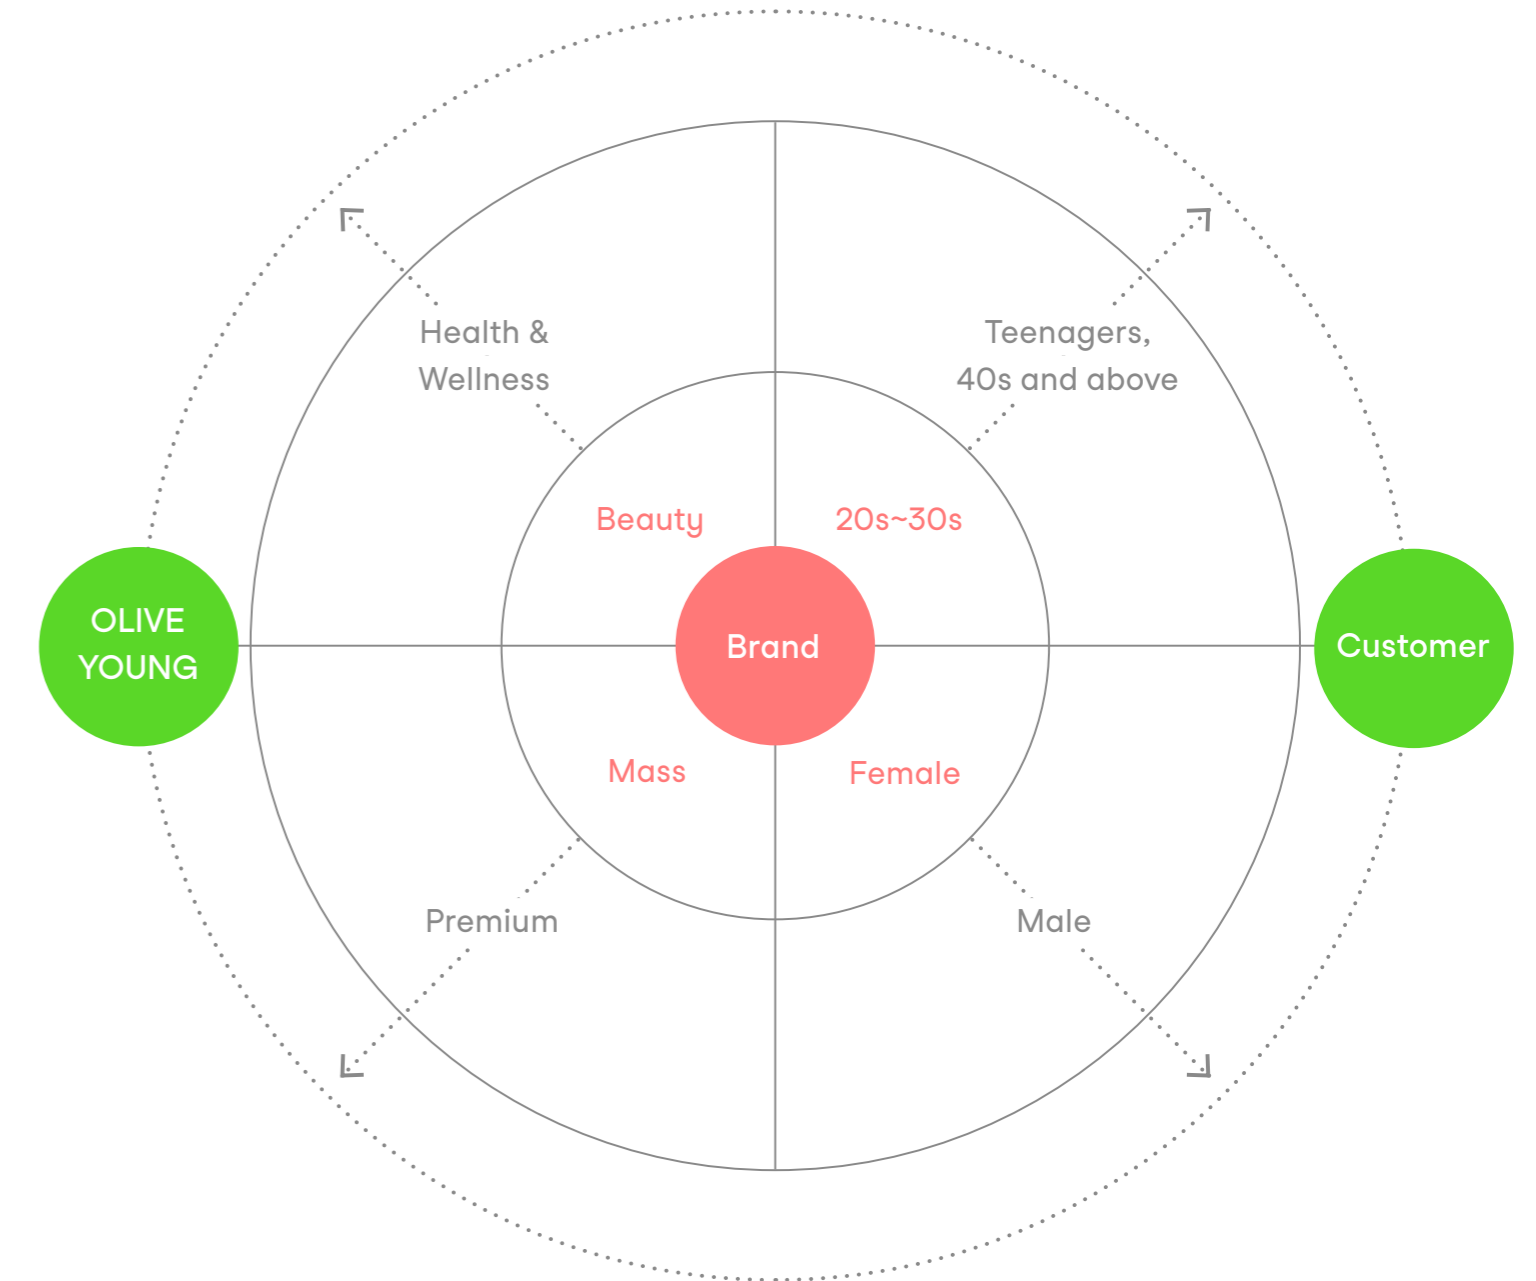 Health &
Wellness
Teenagers,
40s and above
Beauty
20s~30s
OLIVE
YOUNG
Brand
Customer
Mass
Female
Premium
Male